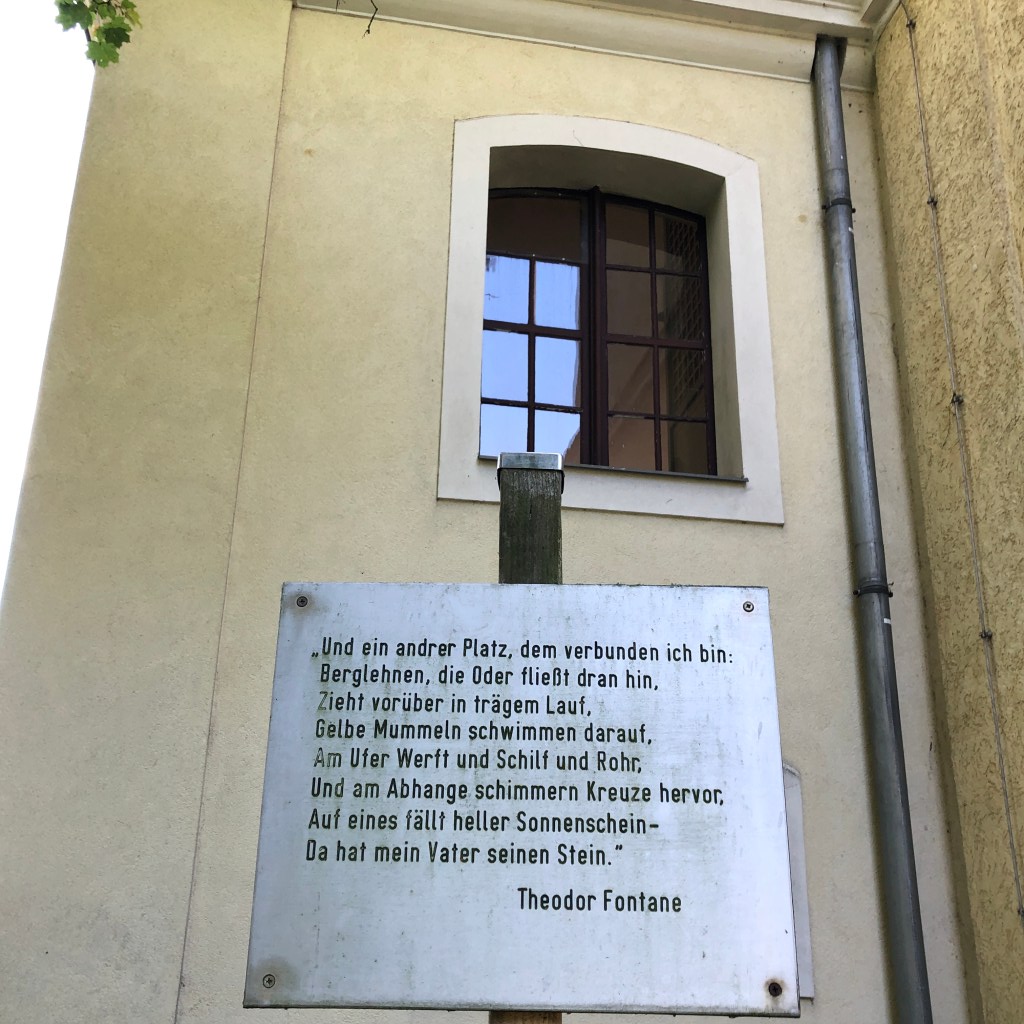 „Und ein andrer Platz, dem verbunden ich bin:
Berglehnen, die Oder fließt dran hin,
Zieht vorüber in trägem Lauf,
Gelbe Mummeln schwimmen darauf,
Am Ufer Werft und Schilf und Rohr,
Und am Abhange schimmern Kreuze hervor,
Auf eines fällt heller Sonnenschein-
Da hat mein Vater seinen Stein.”
Theodor Fontane